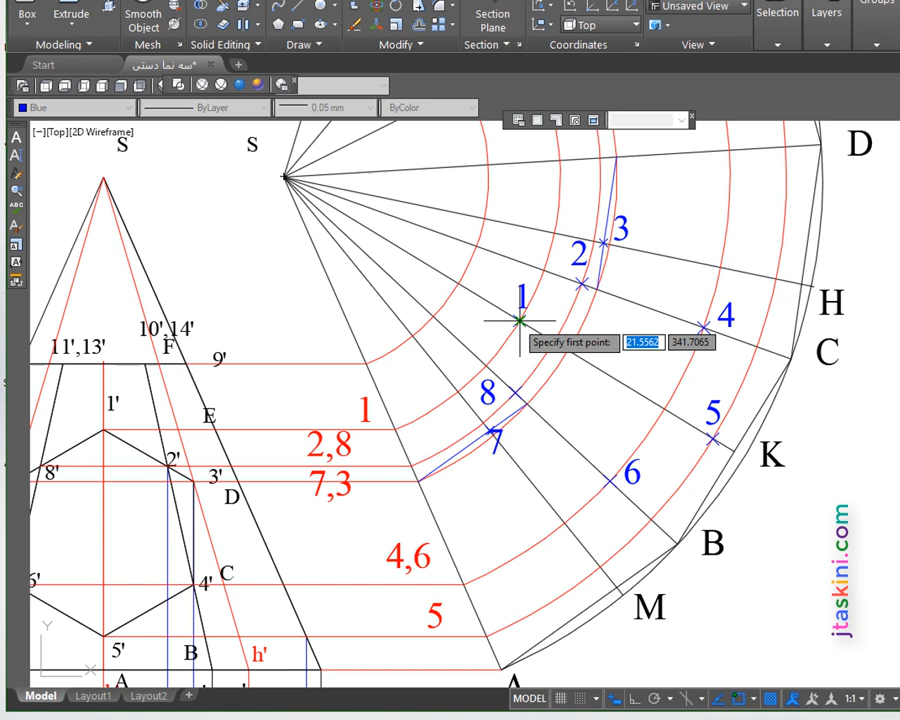 Box
Extrude
Smooth
Object
Section
Plane
Top
Unsaved View
Selection
Layers
Groups
Modeling
Mesh
Solid Editing
Draw
Modify
Section
Coordinates
View
Start
سه نما دستی*
Blue
ByLayer
0.05 mm
ByColor
[−][Top][2D Wireframe]
S
S
D
3
2
H
1
4
C
10',14'
11',13'
F
9'
Specify first point:
21.5562
341.7065
8
5
1'
E
1
7
K
2'
2,8
8'
3'
7,3
6
D
B
4,6
6'
4'
C
M
5
5'
B
h'
A
A
Y
X
jtaskini.com
Model
Layout1
Layout2
MODEL
1:1